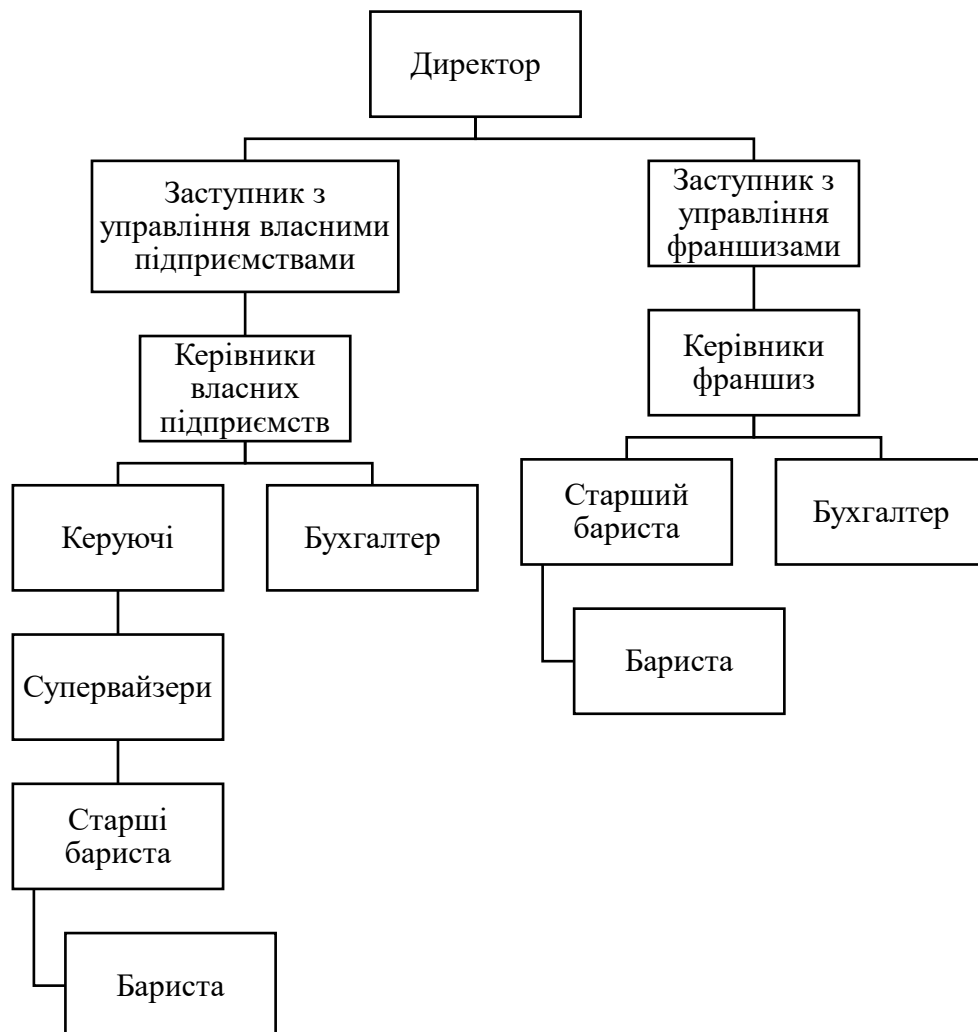 Директор
Заступник з
управління власними
підприємствами
Заступник з
управління
франшизами
Керівники
власних
підприємств
Керівники
франшиз
Керуючі
Бухгалтер
Старший
бариста
Бухгалтер
Супервайзери
Бариста
Старші
бариста
Бариста